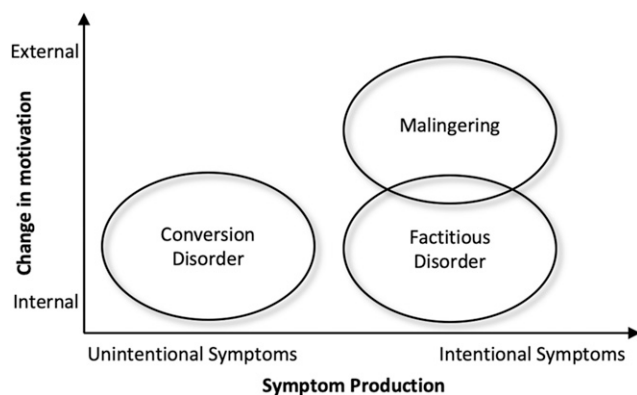 External
Malingering
Change in motivation
Conversion
Disorder
Factitious
Disorder
Internal
Unintentional Symptoms
Intentional Symptoms
Symptom Production